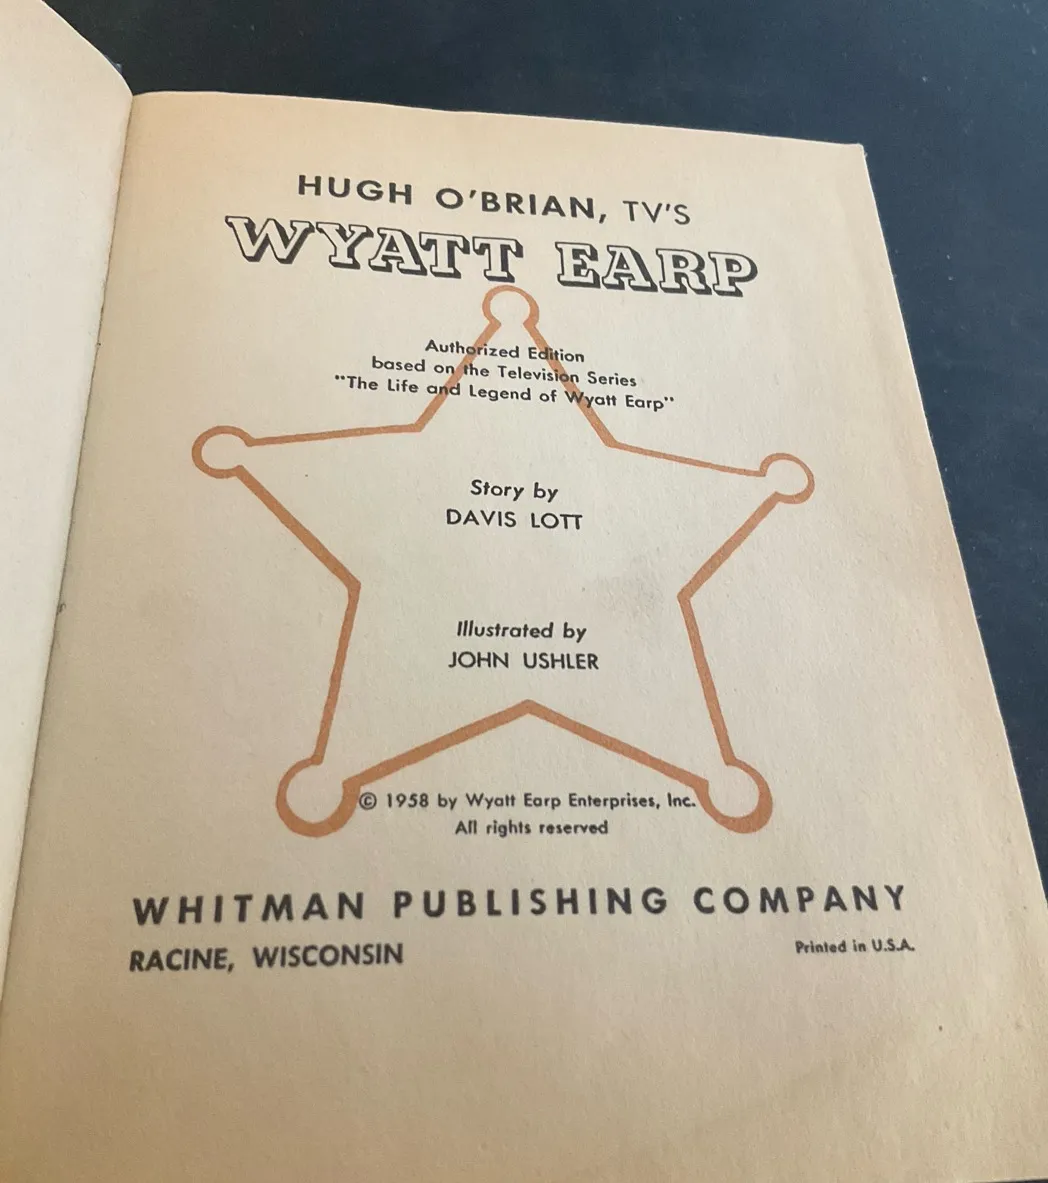 HUGH O'BRIAN, TV'S
WYATT EARP
Authorized Edition
based on the Television Series
"The Life and Legend of Wyatt Earp"
Story by
DAVIS LOTT
Illustrated by
JOHN USHLER
© 1958 by Wyatt Earp Enterprises, Inc.
All rights reserved
WHITMAN PUBLISHING COMPANY
RACINE, WISCONSIN
Printed in U.S.A.